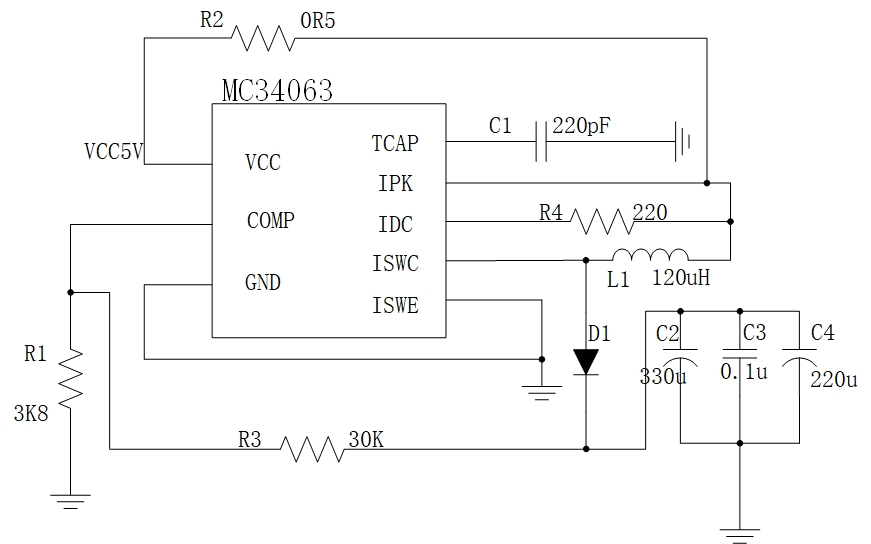 R2 0R5
MC34063
VCC5V
VCC
COMP
GND
TCAP
IPK
IDC
ISWC
ISWE
C1 220pF
R4 220
L1 120uH
D1
C2
330u
C3
0.1u
C4
220u
R1
3K8
R3 30K